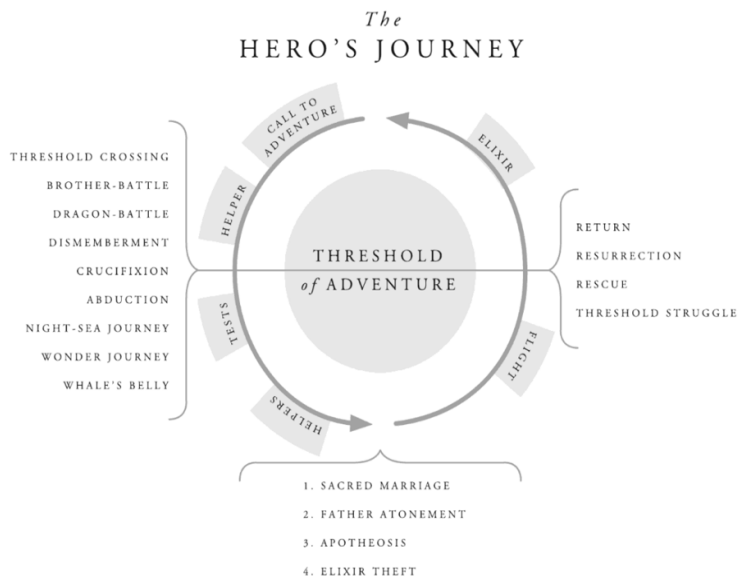 The
HERO'S JOURNEY
CALL TO
ADVENTURE
HELPER
TESTS
HELPERS
FLIGHT
ELIXIR
THRESHOLD
of ADVENTURE
THRESHOLD CROSSING
BROTHER-BATTLE
DRAGON-BATTLE
DISMEMBERMENT
CRUCIFIXION
ABDUCTION
NIGHT-SEA JOURNEY
WONDER JOURNEY
WHALE'S BELLY
RETURN
RESURRECTION
RESCUE
THRESHOLD STRUGGLE
1. SACRED MARRIAGE
2. FATHER ATONEMENT
3. APOTHEOSIS
4. ELIXIR THEFT